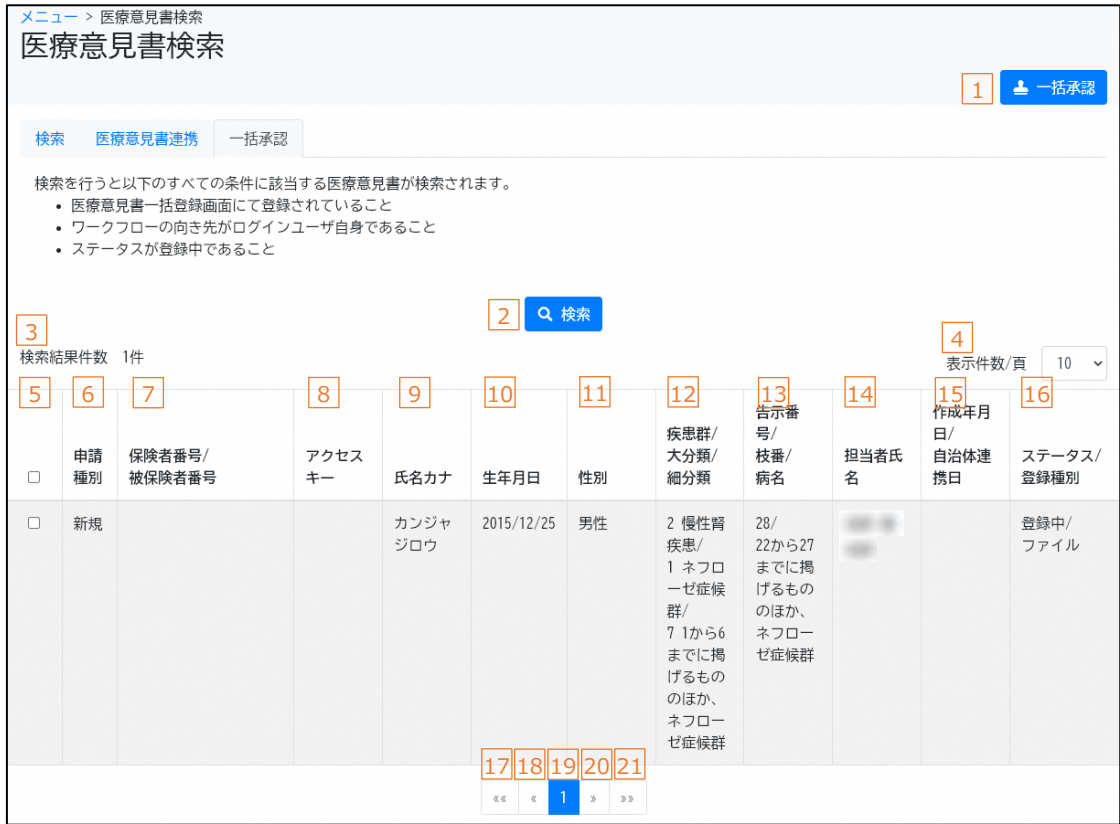 メニュー > 医療意見書検索
医療意見書検索
1 一括承認
検索 医療意見書連携 一括承認
検索を行うと以下のすべての条件に該当する医療意見書が検索されます。
• 医療意見書一括登録画面にて登録されていること
• ワークフローの向き先がログインユーザ自身であること
• ステータスが登録中であること
2 検索
3
検索結果件数 1件
4
表示件数/頁 10
5
6
申請
種別
7
保険者番号/
被保険者番号
8
アクセス
キー
9
氏名カナ
10
生年月日
11
性別
12
疾患群/
大分類/
細分類
13
告示番
号/
枝番/
病名
14
担当者氏
名
15
作成年月
日/
自治体連
携日
16
ステータス/
登録種別
新規
カンジャ
ジロウ
2015/12/25
男性
2 慢性腎
疾患/
1 ネフロ
ーゼ症候
群/
7 1から6
までに掲
げるもの
のほか、
ネフロー
ゼ症候群
28/
22から27
までに掲
げるもの
のほか、
ネフロー
ゼ症候群
登録中/
ファイル
17 18 19 20 21
«« « 1 » »»